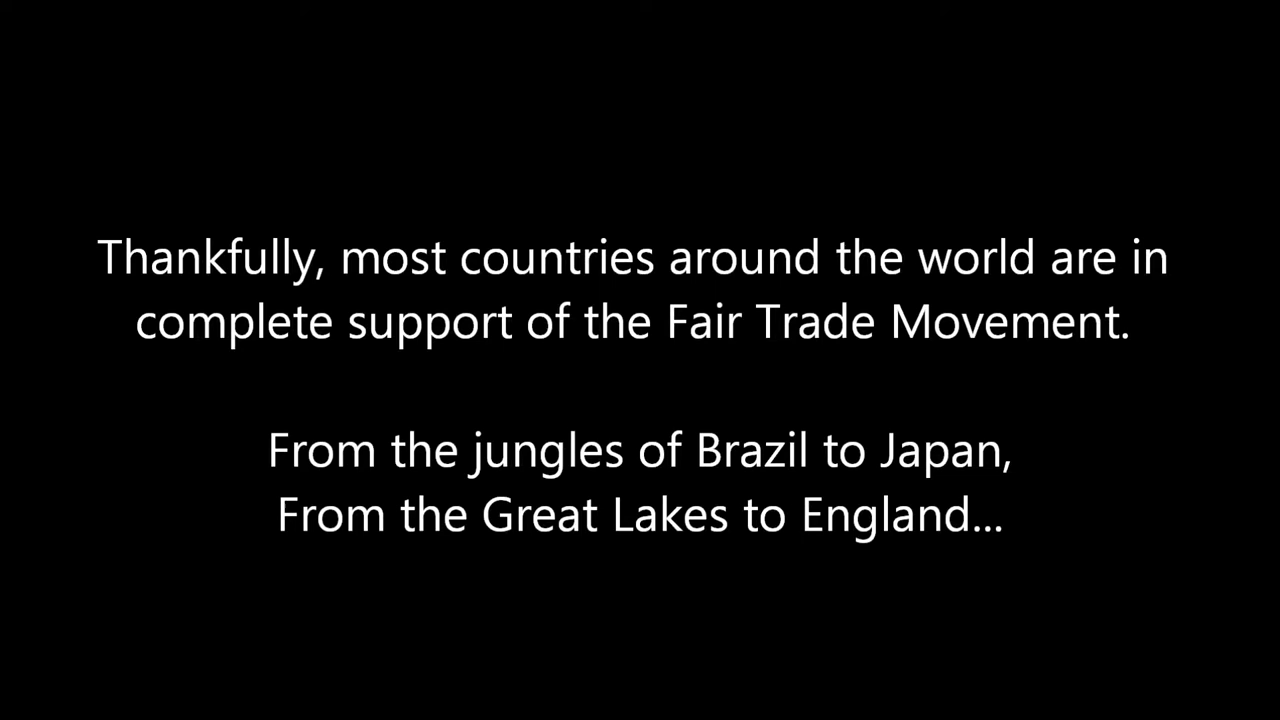 Thankfully, most countries around the world are in
complete support of the Fair Trade Movement.
From the jungles of Brazil to Japan,
From the Great Lakes to England...